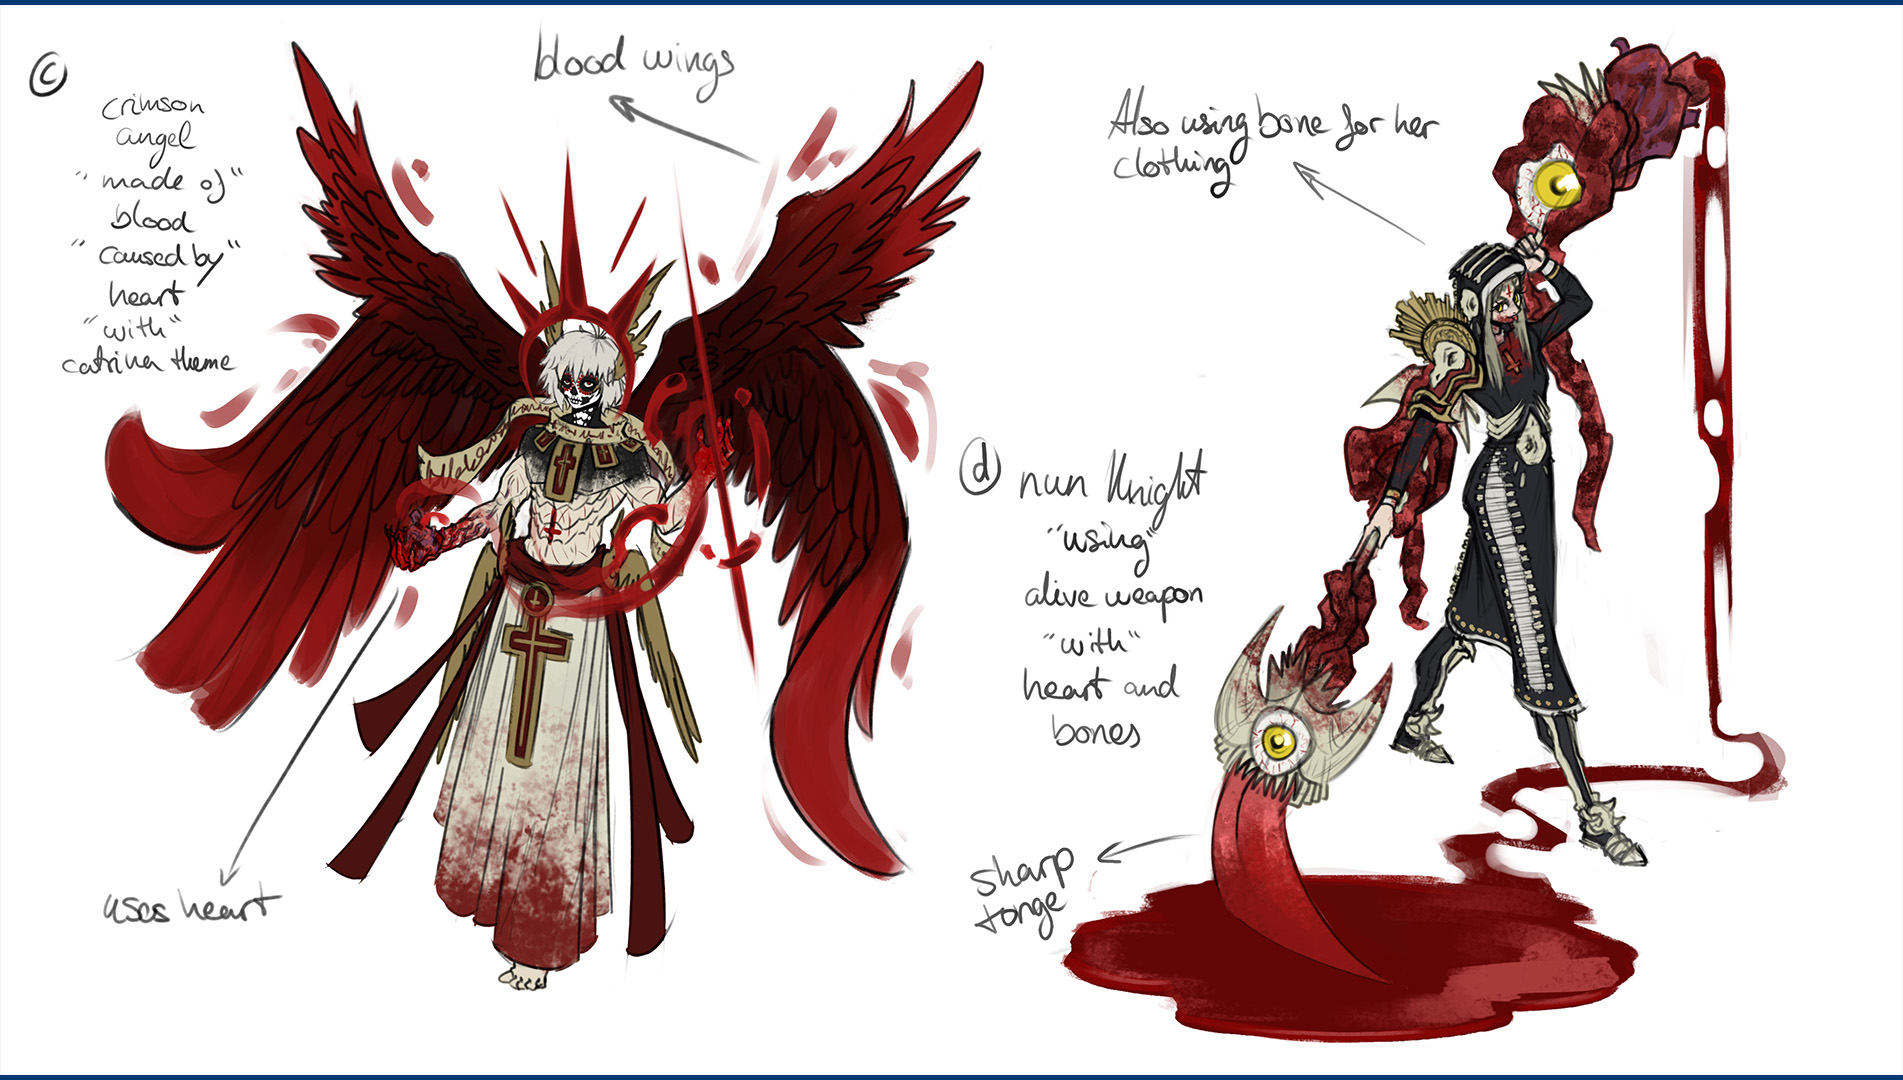 c
crimson
angel
"made of"
blood
"caused by"
heart
"with"
catrina theme
blood wings
uses heart
Also using bone for her
clothing
d nun Knight
"using"
alive weapon
"with"
heart and
bones
sharp
tonge